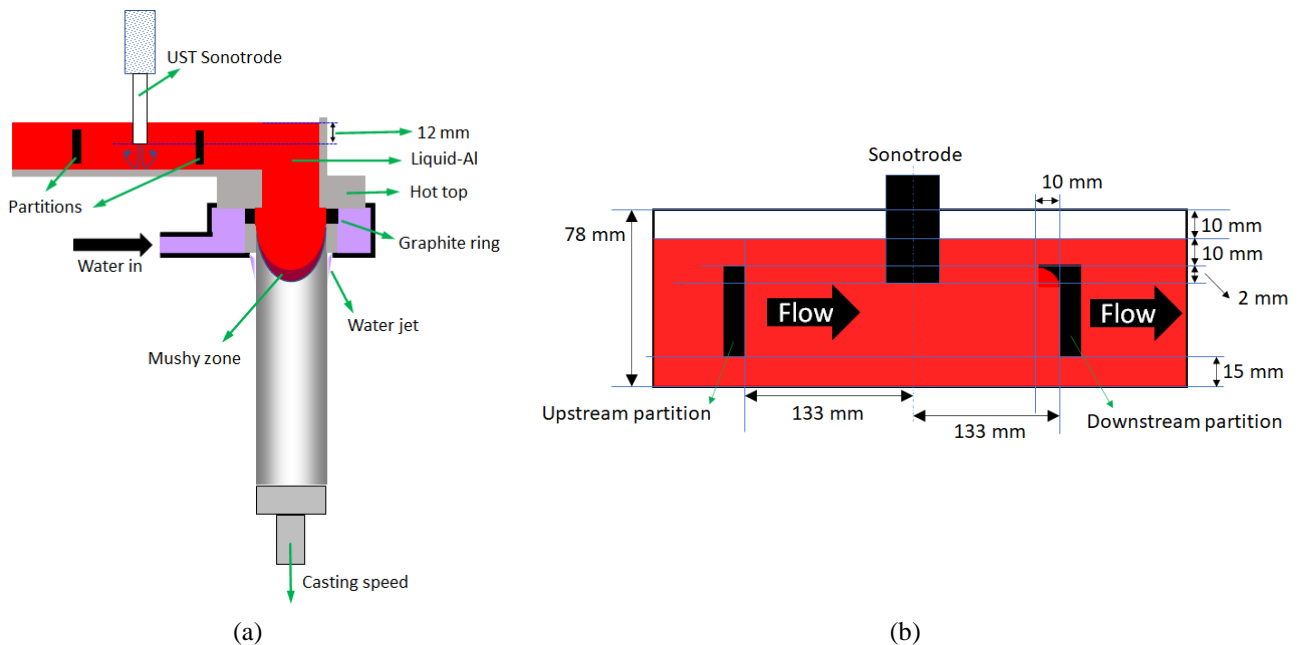 UST Sonotrode
12 mm
Liquid-Al
Partitions
Hot top
Graphite ring
Water in
Water jet
Mushy zone
Casting speed
(a)
Sonotrode
10 mm
78 mm
10 mm
10 mm
2 mm
Flow
Flow
15 mm
Upstream partition
133 mm
133 mm
Downstream partition
(b)